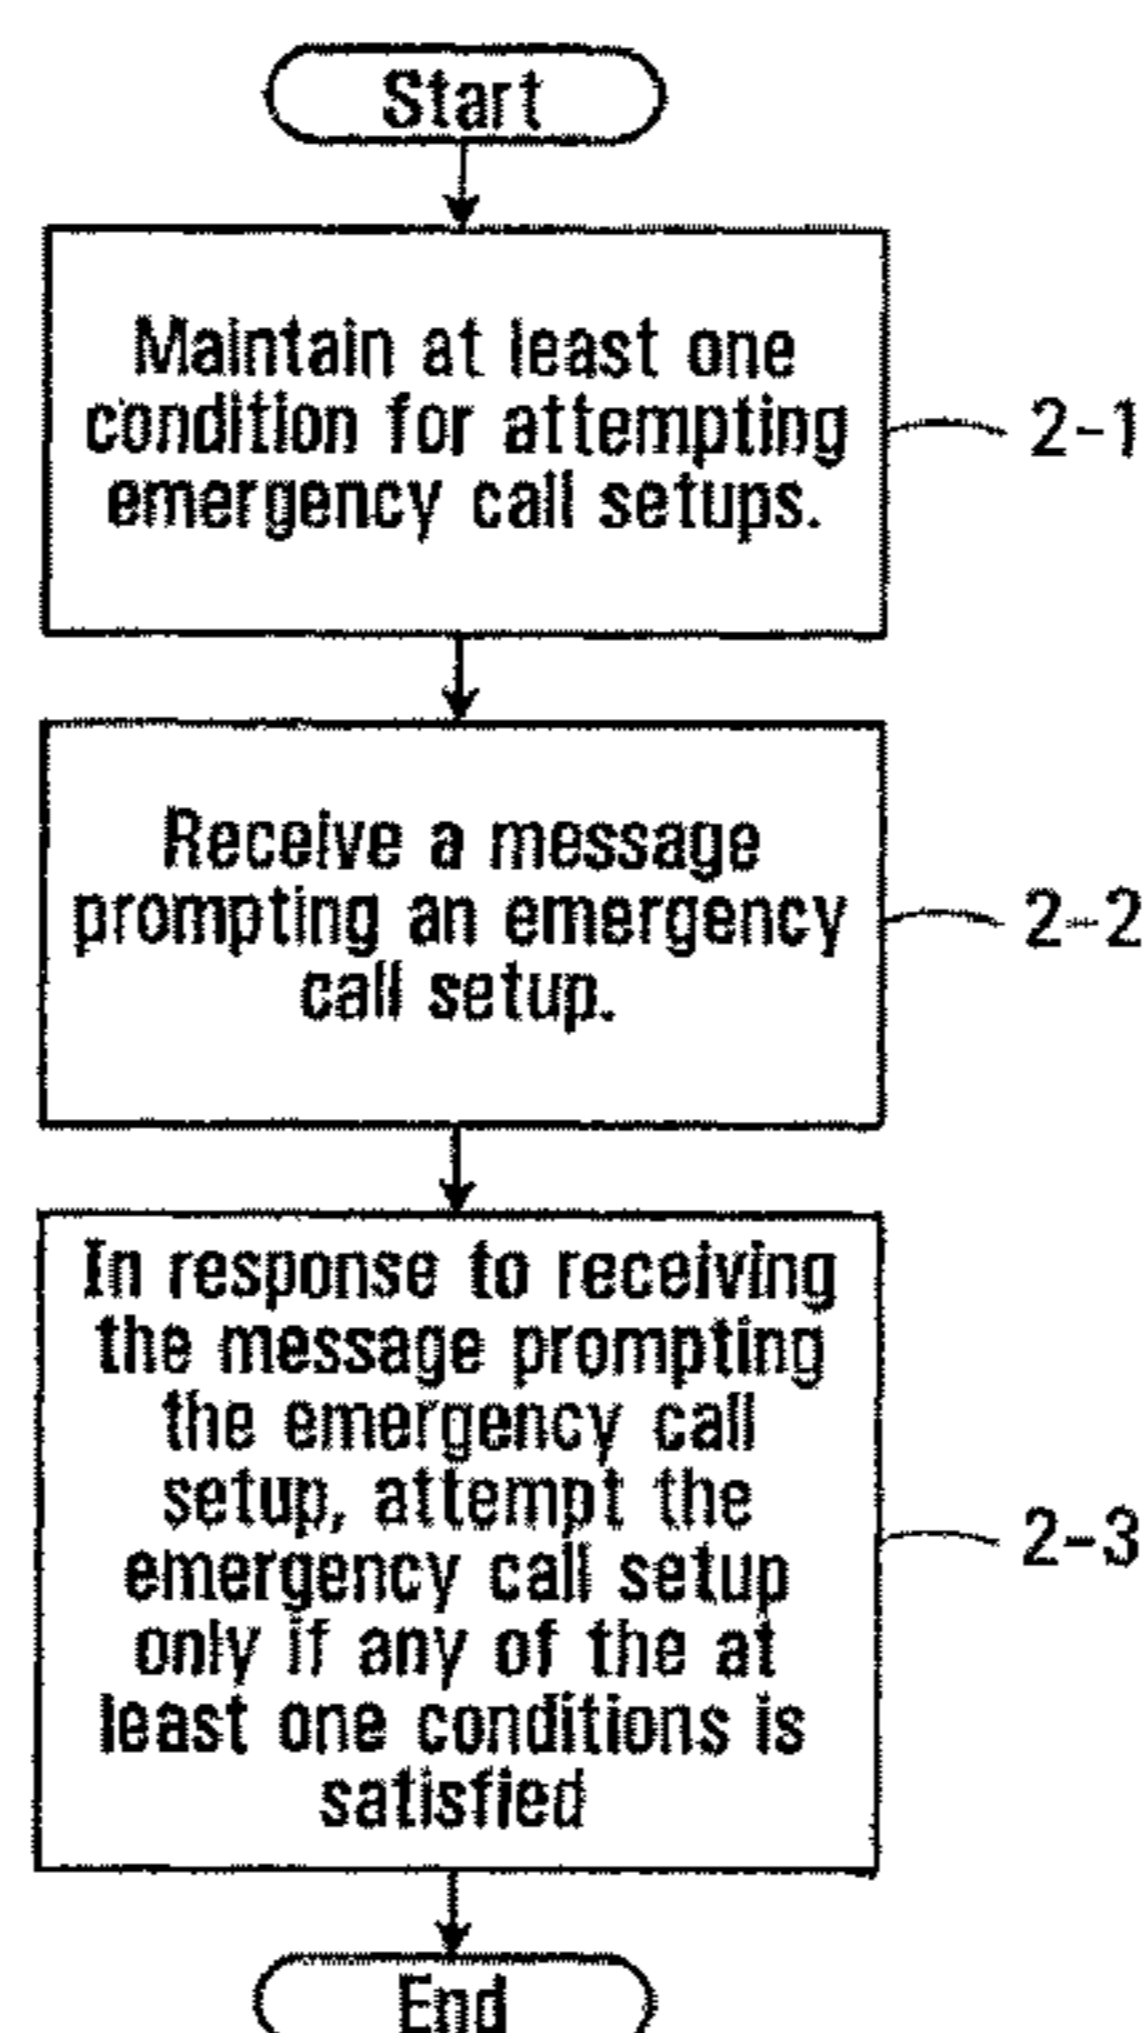 Start
Maintain at least one
condition for attempting
emergency call setups.
2-1
Receive a message
prompting an emergency
call setup.
2-2
In response to receiving
the message prompting
the emergency call
setup, attempt the
emergency call setup
only if any of the at
least one conditions is
satisfied
2-3
End